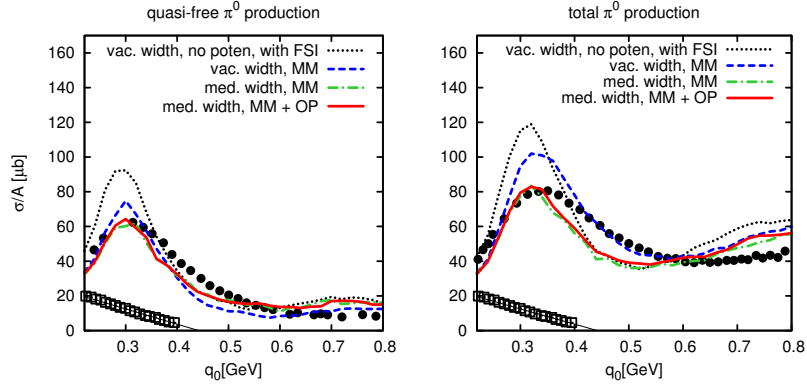 quasi-free π⁰ production
total π⁰ production
σ/A [μb]
160
140
120
100
80
60
40
20
0
vac. width, no poten, with FSI
vac. width, MM
med. width, MM
med. width, MM + OP
0.3
0.4
0.5
0.6
0.7
0.8
q₀[GeV]
160
140
120
100
80
60
40
20
0
vac. width, no poten, with FSI
vac. width, MM
med. width, MM
med. width, MM + OP
0.3
0.4
0.5
0.6
0.7
0.8
q₀[GeV]